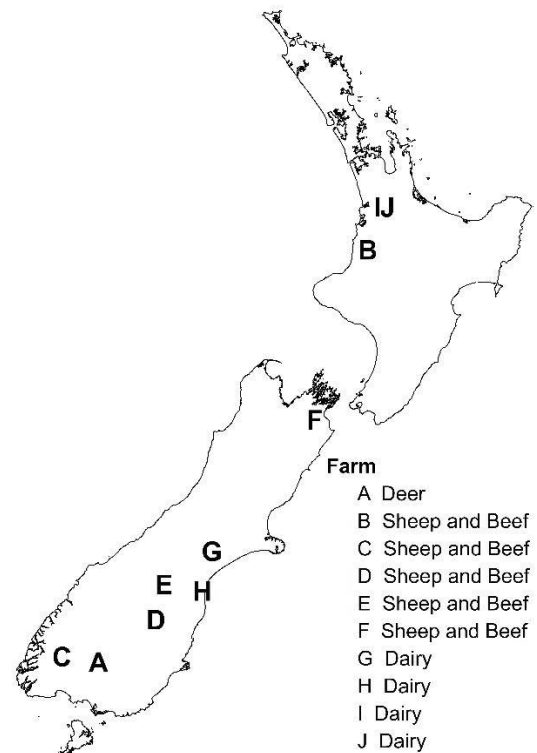 IJ
B
F
G
E
H
D
C
A
Farm
A Deer
B Sheep and Beef
C Sheep and Beef
D Sheep and Beef
E Sheep and Beef
F Sheep and Beef
G Dairy
H Dairy
I Dairy
J Dairy